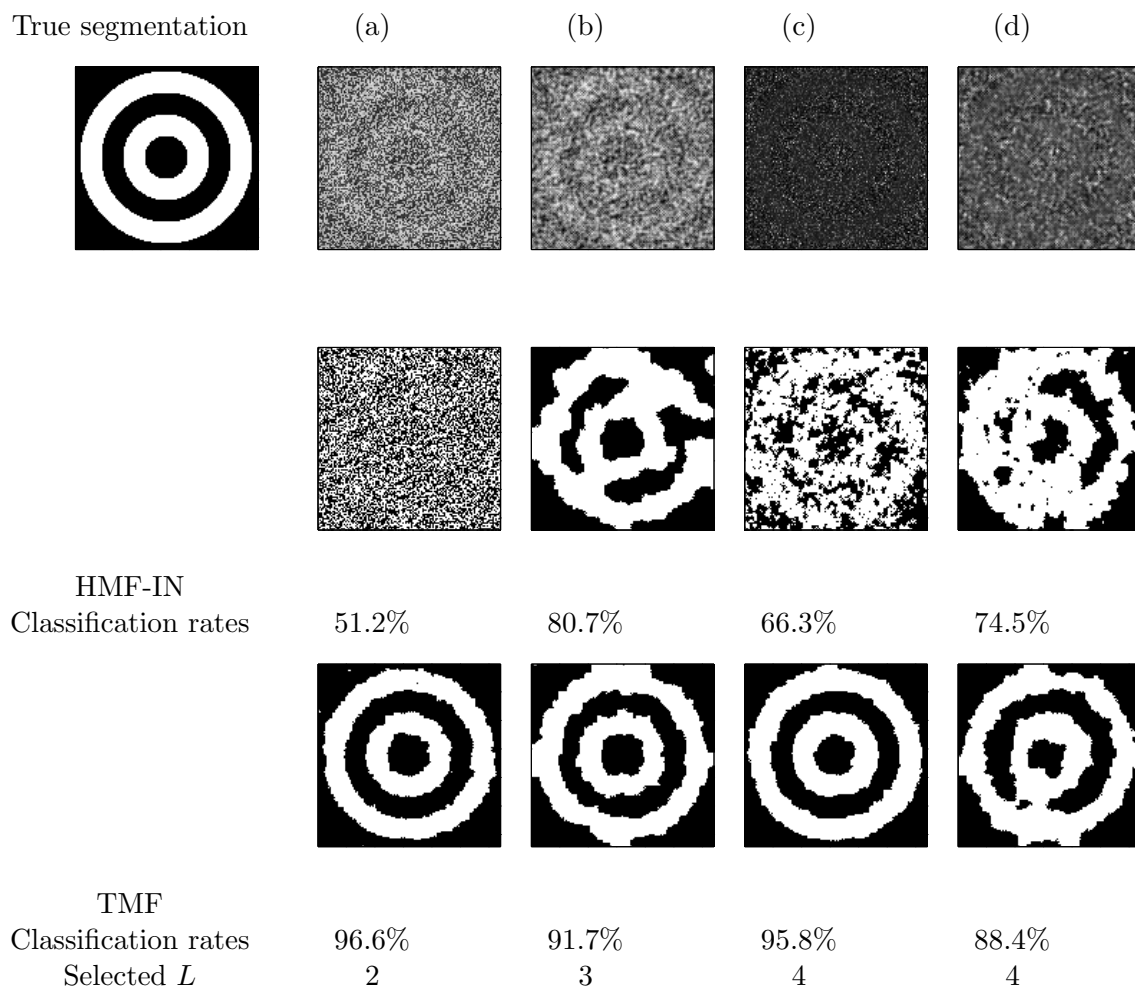 True segmentation (a) (b) (c) (d)
HMF-IN
Classification rates 51.2% 80.7% 66.3% 74.5%
TMF
Classification rates 96.6% 91.7% 95.8% 88.4%
Selected L 2 3 4 4